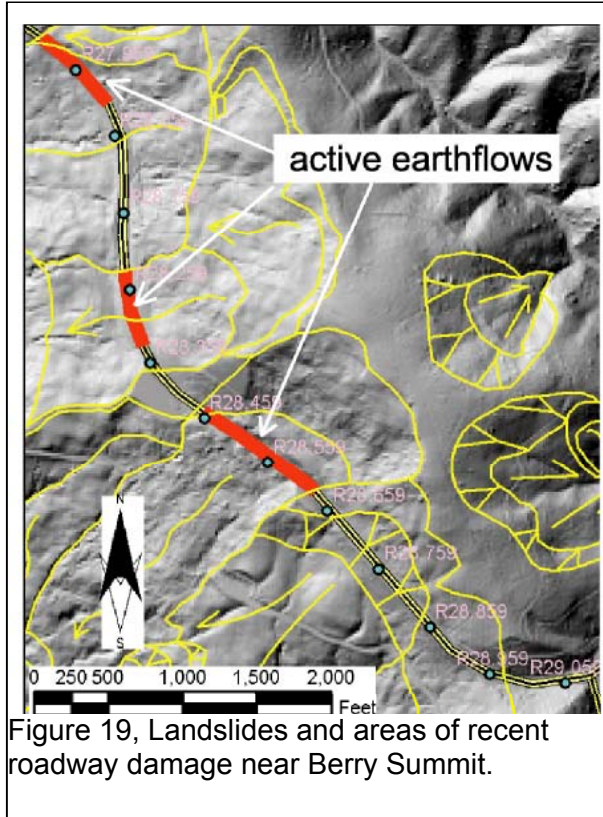 R27.959
active earthflows
R28.459
R28.559
R28.659
R28.759
R28.859
R28.959
R29.059
N
S
0 250 500 1,000 1,500 2,000
Feet
Figure 19, Landslides and areas of recent
roadway damage near Berry Summit.